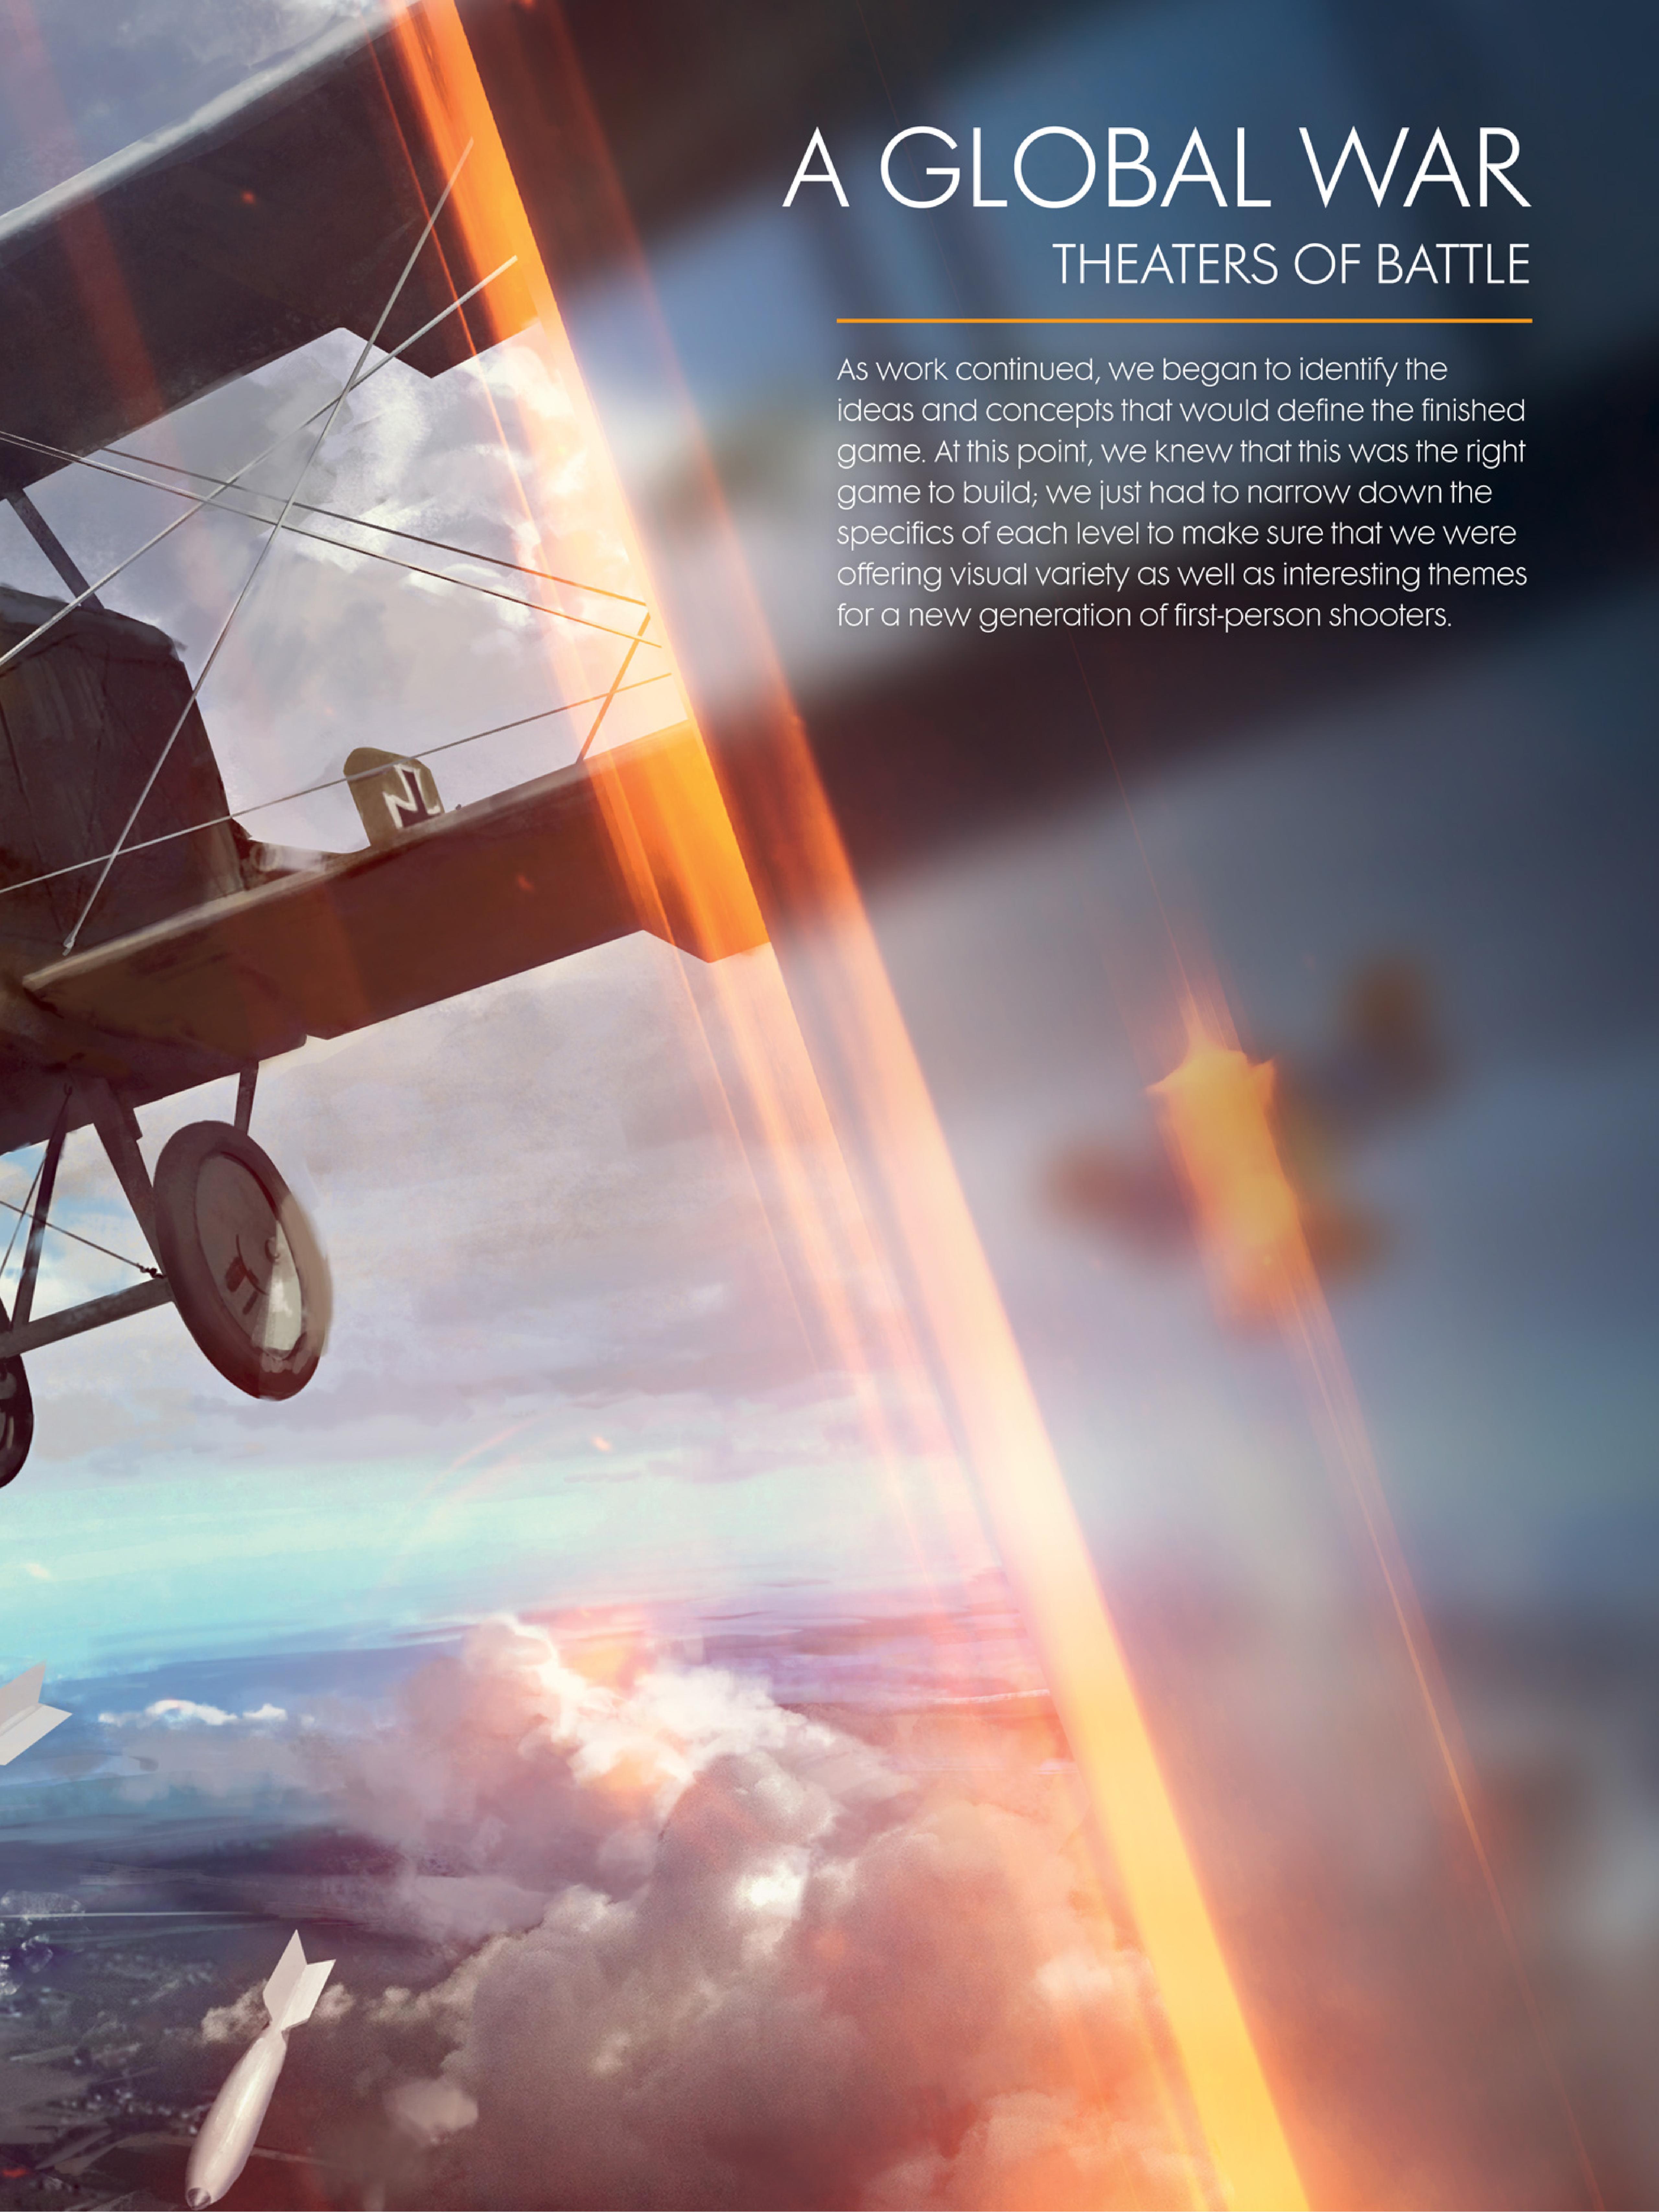 A GLOBAL WAR
THEATERS OF BATTLE
As work continued, we began to identify the
ideas and concepts that would define the finished
game. At this point, we knew that this was the right
game to build; we just had to narrow down the
specifics of each level to make sure that we were
offering visual variety as well as interesting themes
for a new generation of first-person shooters.